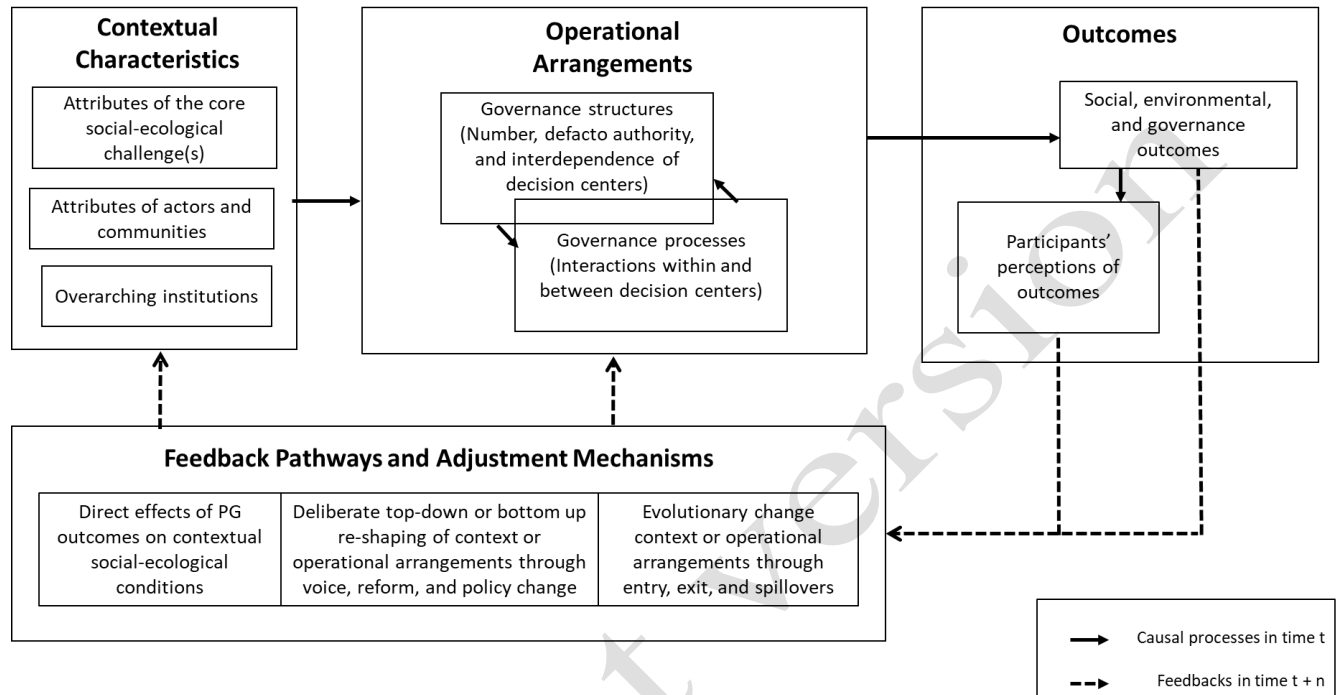 Contextual
Characteristics
Attributes of the core
social-ecological
challenge(s)
Attributes of actors and
communities
Overarching institutions
Operational
Arrangements
Governance structures
(Number, defacto authority,
and interdependence of
decision centers)
Governance processes
(Interactions within and
between decision centers)
Outcomes
Social, environmental,
and governance
outcomes
Participants’
perceptions of
outcomes
Feedback Pathways and Adjustment Mechanisms
Direct effects of PG
outcomes on contextual
social-ecological
conditions
Deliberate top-down or bottom up
re-shaping of context or
operational arrangements through
voice, reform, and policy change
Evolutionary change
context or operational
arrangements through
entry, exit, and spillovers
Causal processes in time t
Feedbacks in time t + n
t version